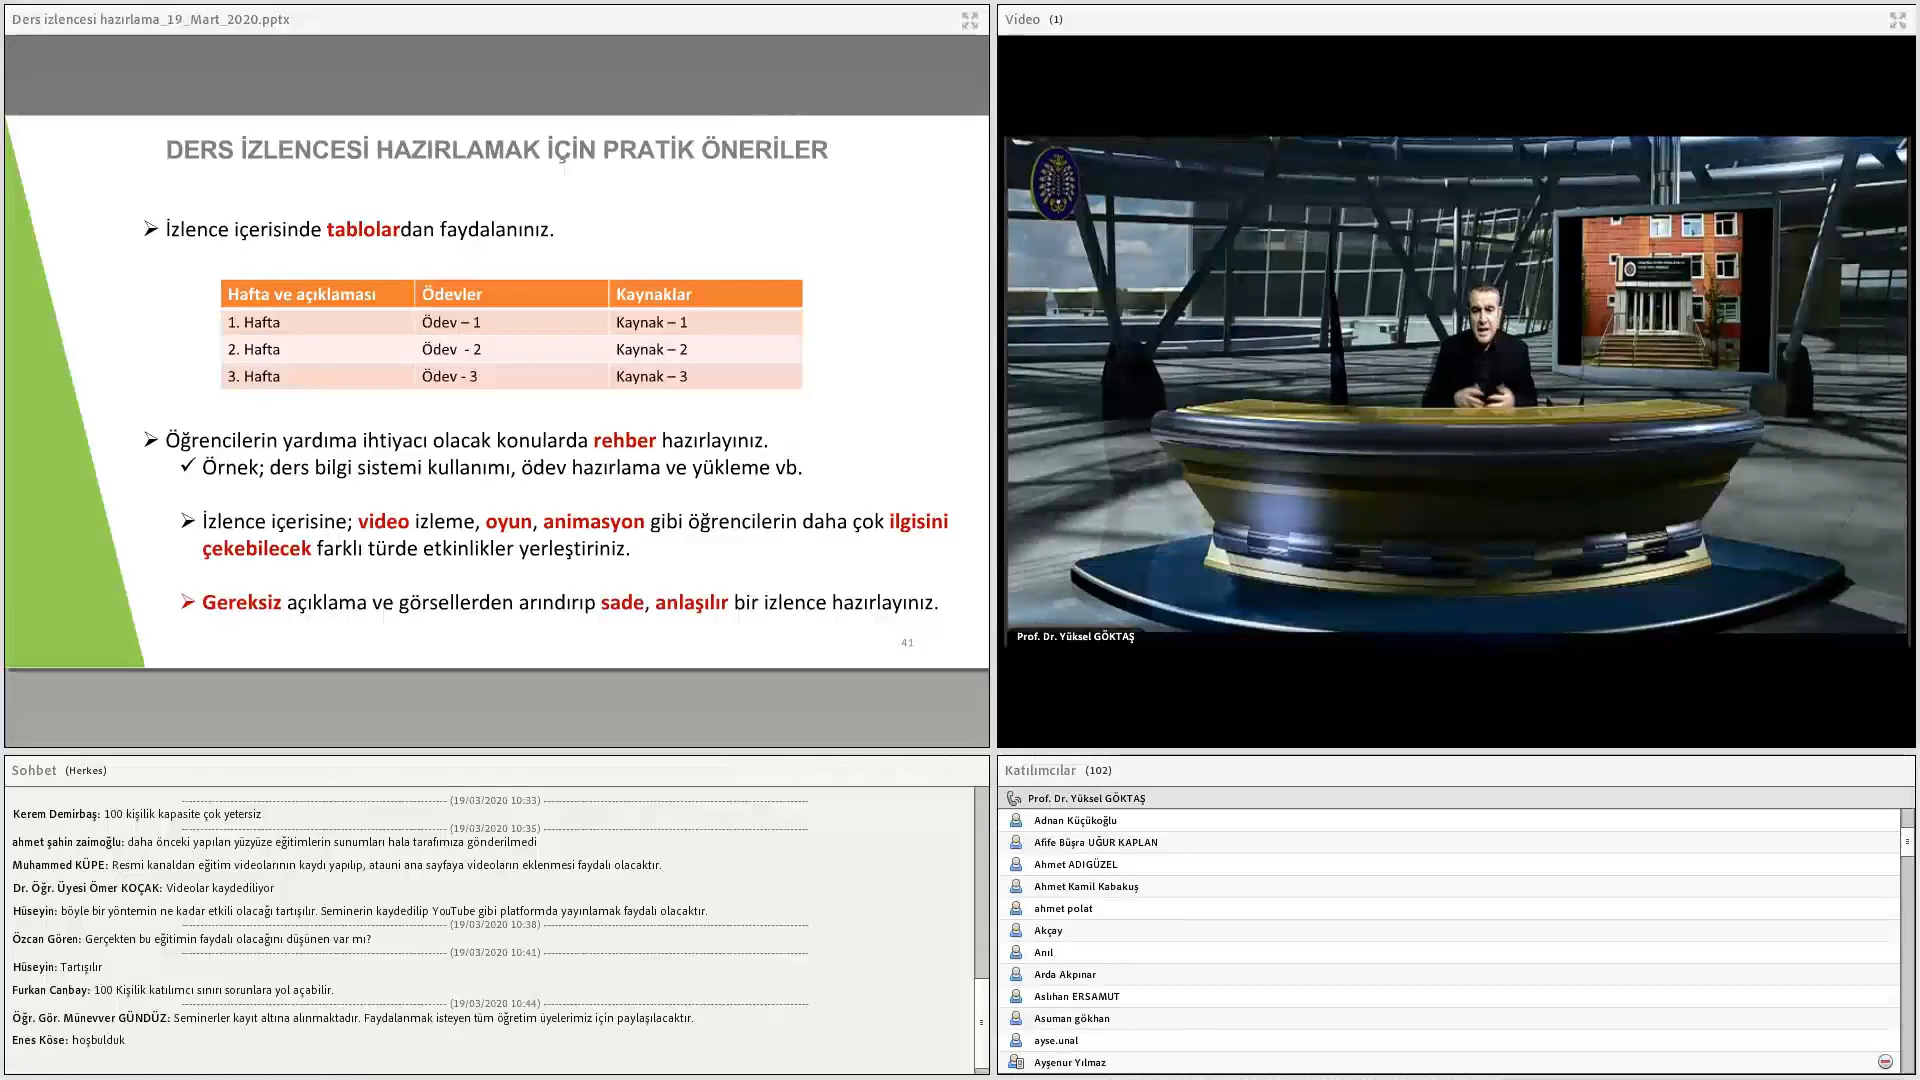 Ders izlencesi hazırlama_19_Mart_2020.pptx
DERS İZLENCESİ HAZIRLAMAK İÇİN PRATİK ÖNERİLER
İzlence içerisinde tablolardan faydalanınız.
Hafta ve açıklaması Ödevler Kaynaklar
1. Hafta Ödev – 1 Kaynak – 1
2. Hafta Ödev - 2 Kaynak – 2
3. Hafta Ödev - 3 Kaynak – 3
Öğrencilerin yardıma ihtiyacı olacak konularda rehber hazırlayınız.
Örnek; ders bilgi sistemi kullanımı, ödev hazırlama ve yükleme vb.
İzlence içerisine; video izleme, oyun, animasyon gibi öğrencilerin daha çok ilgisini
çekebilecek farklı türde etkinlikler yerleştiriniz.
Gereksiz açıklama ve görsellerden arındırıp sade, anlaşılır bir izlence hazırlayınız.
41
Video (1)
Prof. Dr. Yüksel GÖKTAŞ
Sohbet (Herkes)
(19/03/2020 10:33)
Kerem Demirbaş: 100 kişilik kapasite çok yetersiz
(19/03/2020 10:35)
ahmet şahin zaimoğlu: daha önceki yapılan yüzyüze eğitimlerin sunumları hala tarafımıza gönderilmedi
Muhammed KÜPE: Resmi kanaldan eğitim videolarının kaydı yapılıp, atauni ana sayfaya videoların eklenmesi faydalı olacaktır.
Dr. Öğr. Üyesi Ömer KOÇAK: Videolar kaydediliyor
Hüseyin: böyle bir yöntemin ne kadar etkili olacağı tartışılır. Seminerin kaydedilip YouTube gibi platformda yayınlamak faydalı olacaktır.
(19/03/2020 10:38)
Özcan Gören: Gerçekten bu eğitimin faydalı olacağını düşünen var mı?
(19/03/2020 10:41)
Hüseyin: Tartışılır
Furkan Canbay: 100 Kişilik katılımcı sınırı sorunlara yol açabilir.
(19/03/2020 10:44)
Öğr. Gör. Münevver GÜNDÜZ: Seminerler kayıt altına alınmaktadır. Faydalanmak isteyen tüm öğretim üyelerimiz için paylaşılacaktır.
Enes Köse: hoşbulduk
Katılımcılar (102)
Prof. Dr. Yüksel GÖKTAŞ
Adnan Küçükoğlu
Afife Büşra UĞUR KAPLAN
Ahmet ADIGÜZEL
Ahmet Kamil Kabakuş
ahmet polat
Akçay
Anıl
Arda Akpınar
Aslıhan ERSAMUT
Asuman gökhan
ayse.unal
Ayşenur Yılmaz